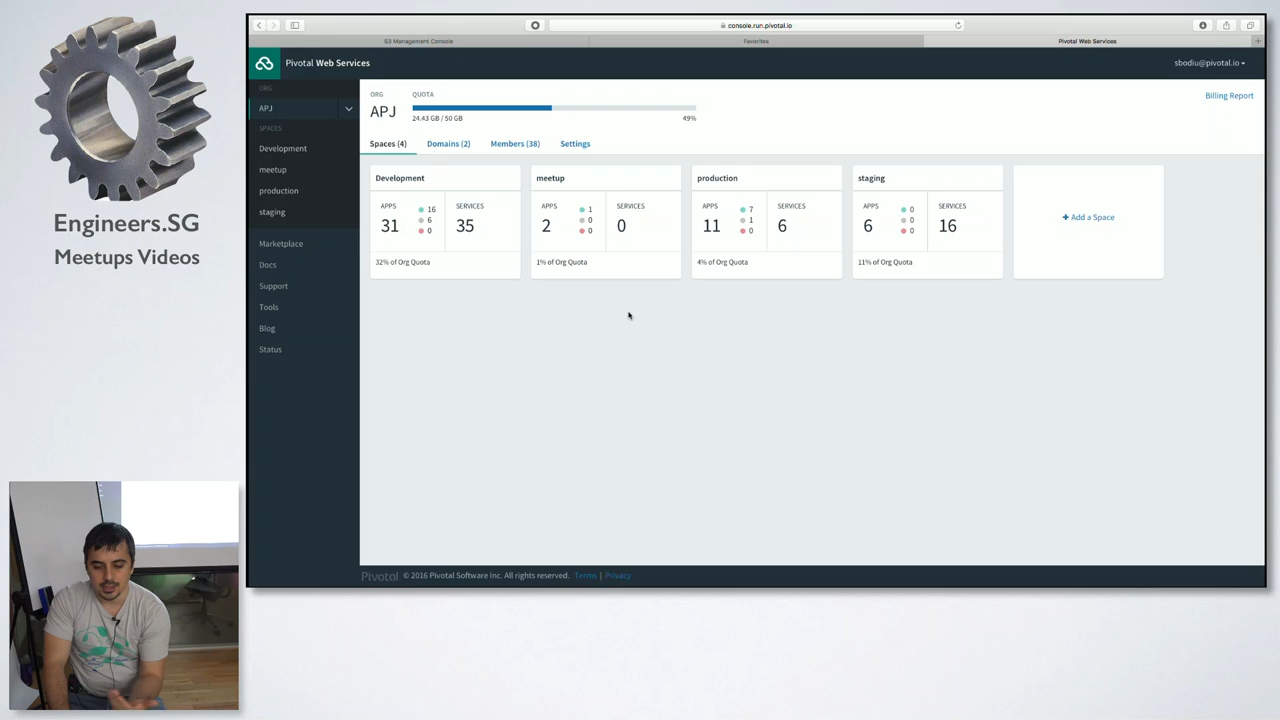 Engineers.SG
Meetups Videos
console.run.pivotal.io
S3 Management Console
Favorites
Pivotal Web Services
Pivotal Web Services
sbodiu@pivotal.io
ORG
APJ
SPACES
Development
meetup
production
staging
Marketplace
Docs
Support
Tools
Blog
Status
ORG
APJ
QUOTA
24.43 GB / 50 GB
49%
Billing Report
Spaces (4)
Domains (2)
Members (38)
Settings
Development
APPS
31
16
6
0
SERVICES
35
32% of Org Quota
meetup
APPS
2
1
0
0
SERVICES
0
1% of Org Quota
production
APPS
11
7
1
0
SERVICES
6
4% of Org Quota
staging
APPS
6
0
0
0
SERVICES
16
11% of Org Quota
+ Add a Space
Pivotal © 2016 Pivotal Software Inc. All rights reserved. Terms | Privacy